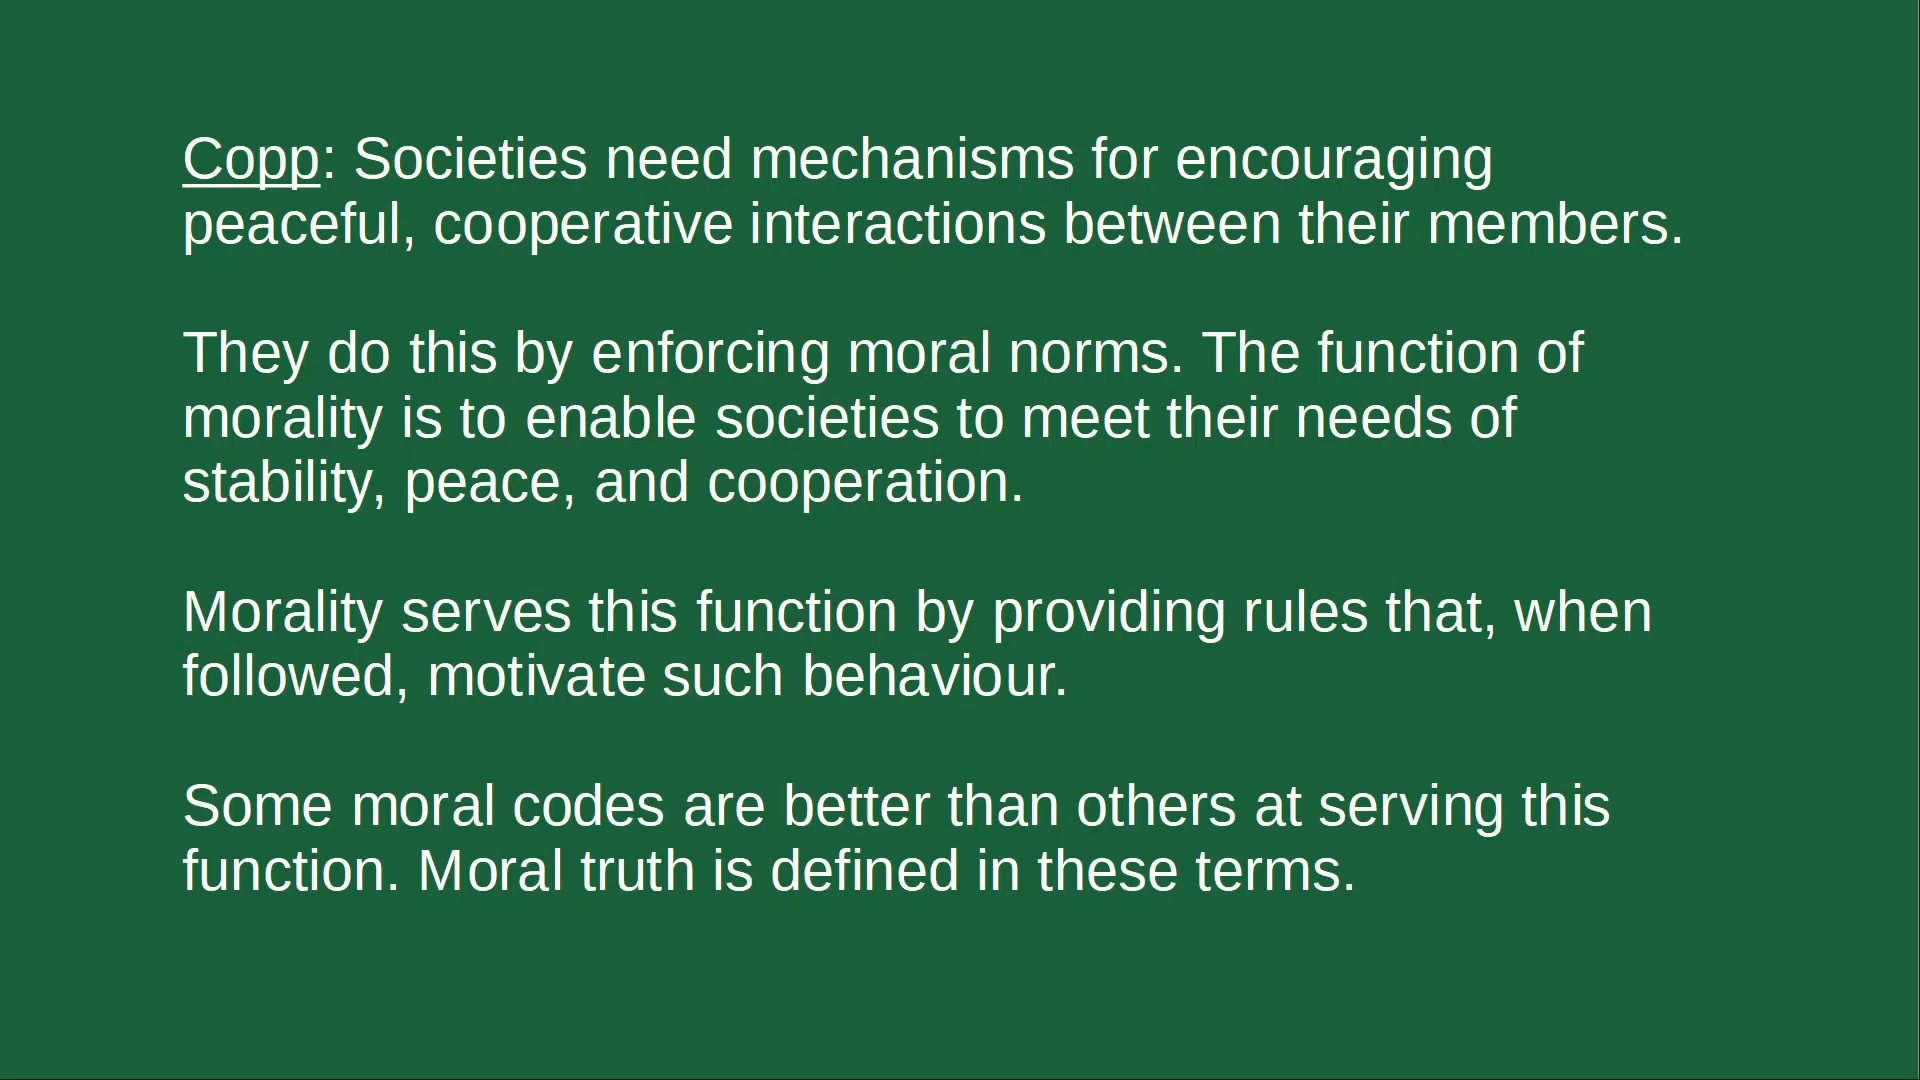 Copp: Societies need mechanisms for encouraging
peaceful, cooperative interactions between their members.
They do this by enforcing moral norms. The function of
morality is to enable societies to meet their needs of
stability, peace, and cooperation.
Morality serves this function by providing rules that, when
followed, motivate such behaviour.
Some moral codes are better than others at serving this
function. Moral truth is defined in these terms.